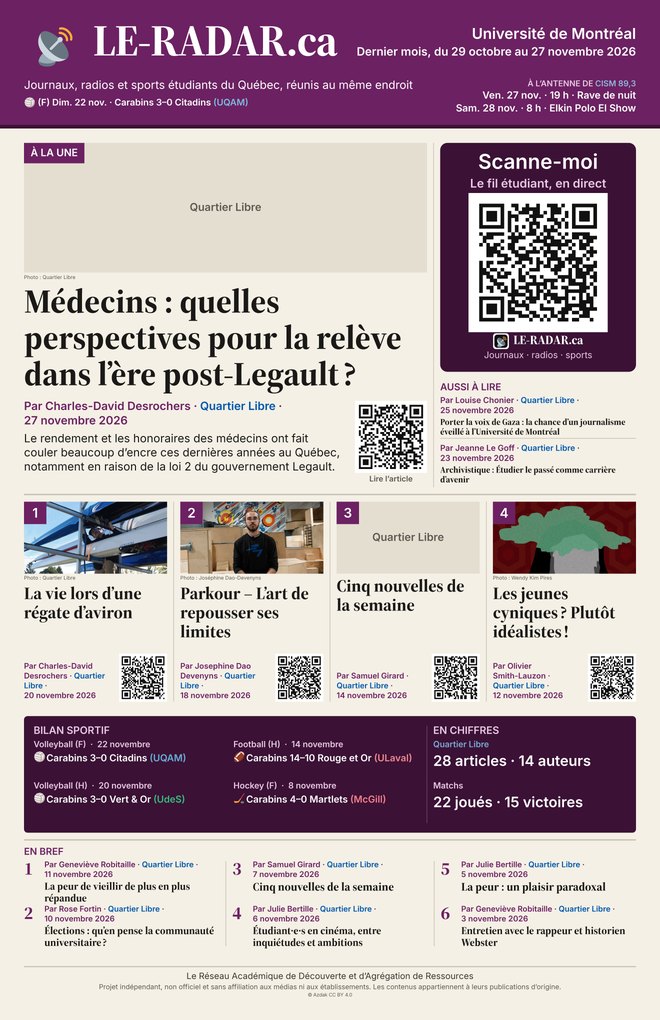 LE-RADAR.ca
Université de Montréal
Dernier mois, du 29 octobre au 27 novembre 2026
Journaux, radios et sports étudiants du Québec, réunis au même endroit
(F) Dim. 22 nov. · Carabins 3–0 Citadins (UQAM)
À L'ANTENNE DE CISM 89,3
Ven. 27 nov. · 19 h · Rave de nuit
Sam. 28 nov. · 8 h · Elkin Polo El Show
À LA UNE
Quartier Libre
Photo : Quartier Libre
Médecins : quelles
perspectives pour la relève
dans l'ère post-Legault ?
Par Charles-David Desrochers · Quartier Libre ·
27 novembre 2026
Le rendement et les honoraires des médecins ont fait
couler beaucoup d'encre ces dernières années au Québec,
notamment en raison de la loi 2 du gouvernement Legault.
Lire l'article
Scanne-moi
Le fil étudiant, en direct
LE-RADAR.ca
Journaux · radios · sports
AUSSI À LIRE
Par Louise Chonier · Quartier Libre ·
25 novembre 2026
Porter la voix de Gaza : la chance d'un journalisme
éveillé à l'Université de Montréal
Par Jeanne Le Goff · Quartier Libre ·
23 novembre 2026
Archivistique : Étudier le passé comme carrière
d'avenir
1
Photo : Quartier Libre
La vie lors d'une
régate d'aviron
Par Charles-David
Desrochers · Quartier
Libre ·
20 novembre 2026
2
Photo : Joséphine Dao-Devenyns
Parkour – L'art de
repousser ses
limites
Par Josephine Dao
Devenyns · Quartier
Libre ·
18 novembre 2026
3
Quartier Libre
Cinq nouvelles de
la semaine
Par Samuel Girard ·
Quartier Libre ·
14 novembre 2026
4
Photo : Wendy Kim Pires
Les jeunes
cyniques ? Plutôt
idéalistes !
Par Olivier
Smith-Lauzon ·
Quartier Libre ·
12 novembre 2026
BILAN SPORTIF
Volleyball (F) · 22 novembre
Carabins 3–0 Citadins (UQAM)
Football (H) · 14 novembre
Carabins 14–10 Rouge et Or (ULaval)
Volleyball (H) · 20 novembre
Carabins 3–0 Vert & Or (UdeS)
Hockey (F) · 8 novembre
Carabins 4–0 Martlets (McGill)
EN CHIFFRES
Quartier Libre
28 articles · 14 auteurs
Matchs
22 joués · 15 victoires
EN BREF
1
Par Geneviève Robitaille · Quartier Libre ·
11 novembre 2026
La peur de vieillir de plus en plus
répandue
2
Par Rose Fortin · Quartier Libre ·
10 novembre 2026
Élections : qu'en pense la communauté
universitaire ?
3
Par Samuel Girard · Quartier Libre ·
7 novembre 2026
Cinq nouvelles de la semaine
4
Par Julie Bertille · Quartier Libre ·
6 novembre 2026
Étudiant·e·s en cinéma, entre
inquiétudes et ambitions
5
Par Julie Bertille · Quartier Libre ·
5 novembre 2026
La peur : un plaisir paradoxal
6
Par Geneviève Robitaille · Quartier Libre ·
3 novembre 2026
Entretien avec le rappeur et historien
Webster
Le Réseau Académique de Découverte et d'Agrégation de Ressources
Projet indépendant, non officiel et sans affiliation aux médias ni aux établissements. Les contenus appartiennent à leurs publications d'origine.
© Azdak CC BY 4.0